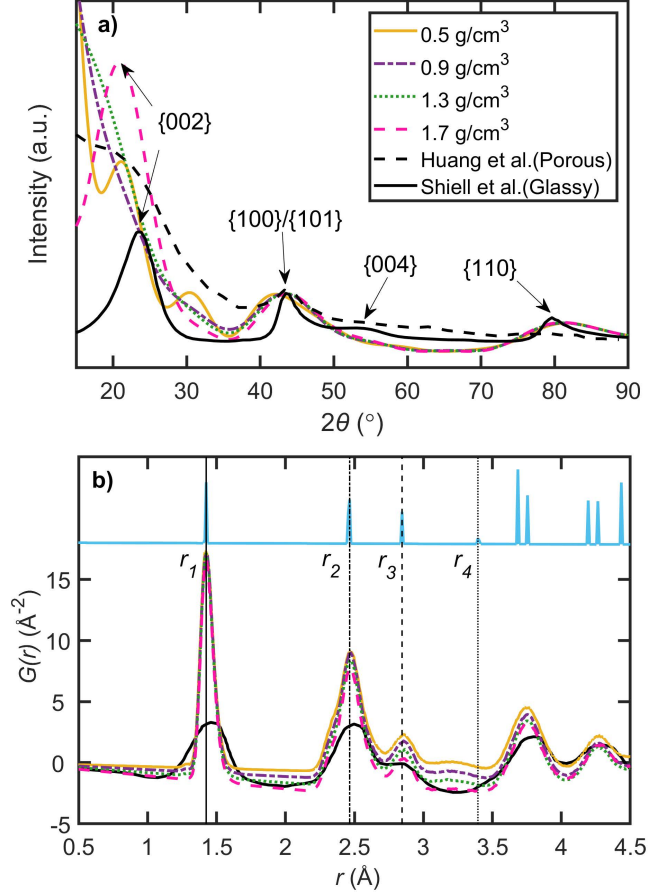 a)
0.5 g/cm³
0.9 g/cm³
1.3 g/cm³
1.7 g/cm³
Huang et al.(Porous)
Shiell et al.(Glassy)
{002}
{100}/{101}
{004}
{110}
Intensity (a.u.)
20 30 40 50 60 70 80 90
2θ (°)
b)
r₁ r₂ r₃ r₄
15
10
5
0
-5
G(r) (Å⁻²)
0.5 1 1.5 2 2.5 3 3.5 4 4.5
r (Å)